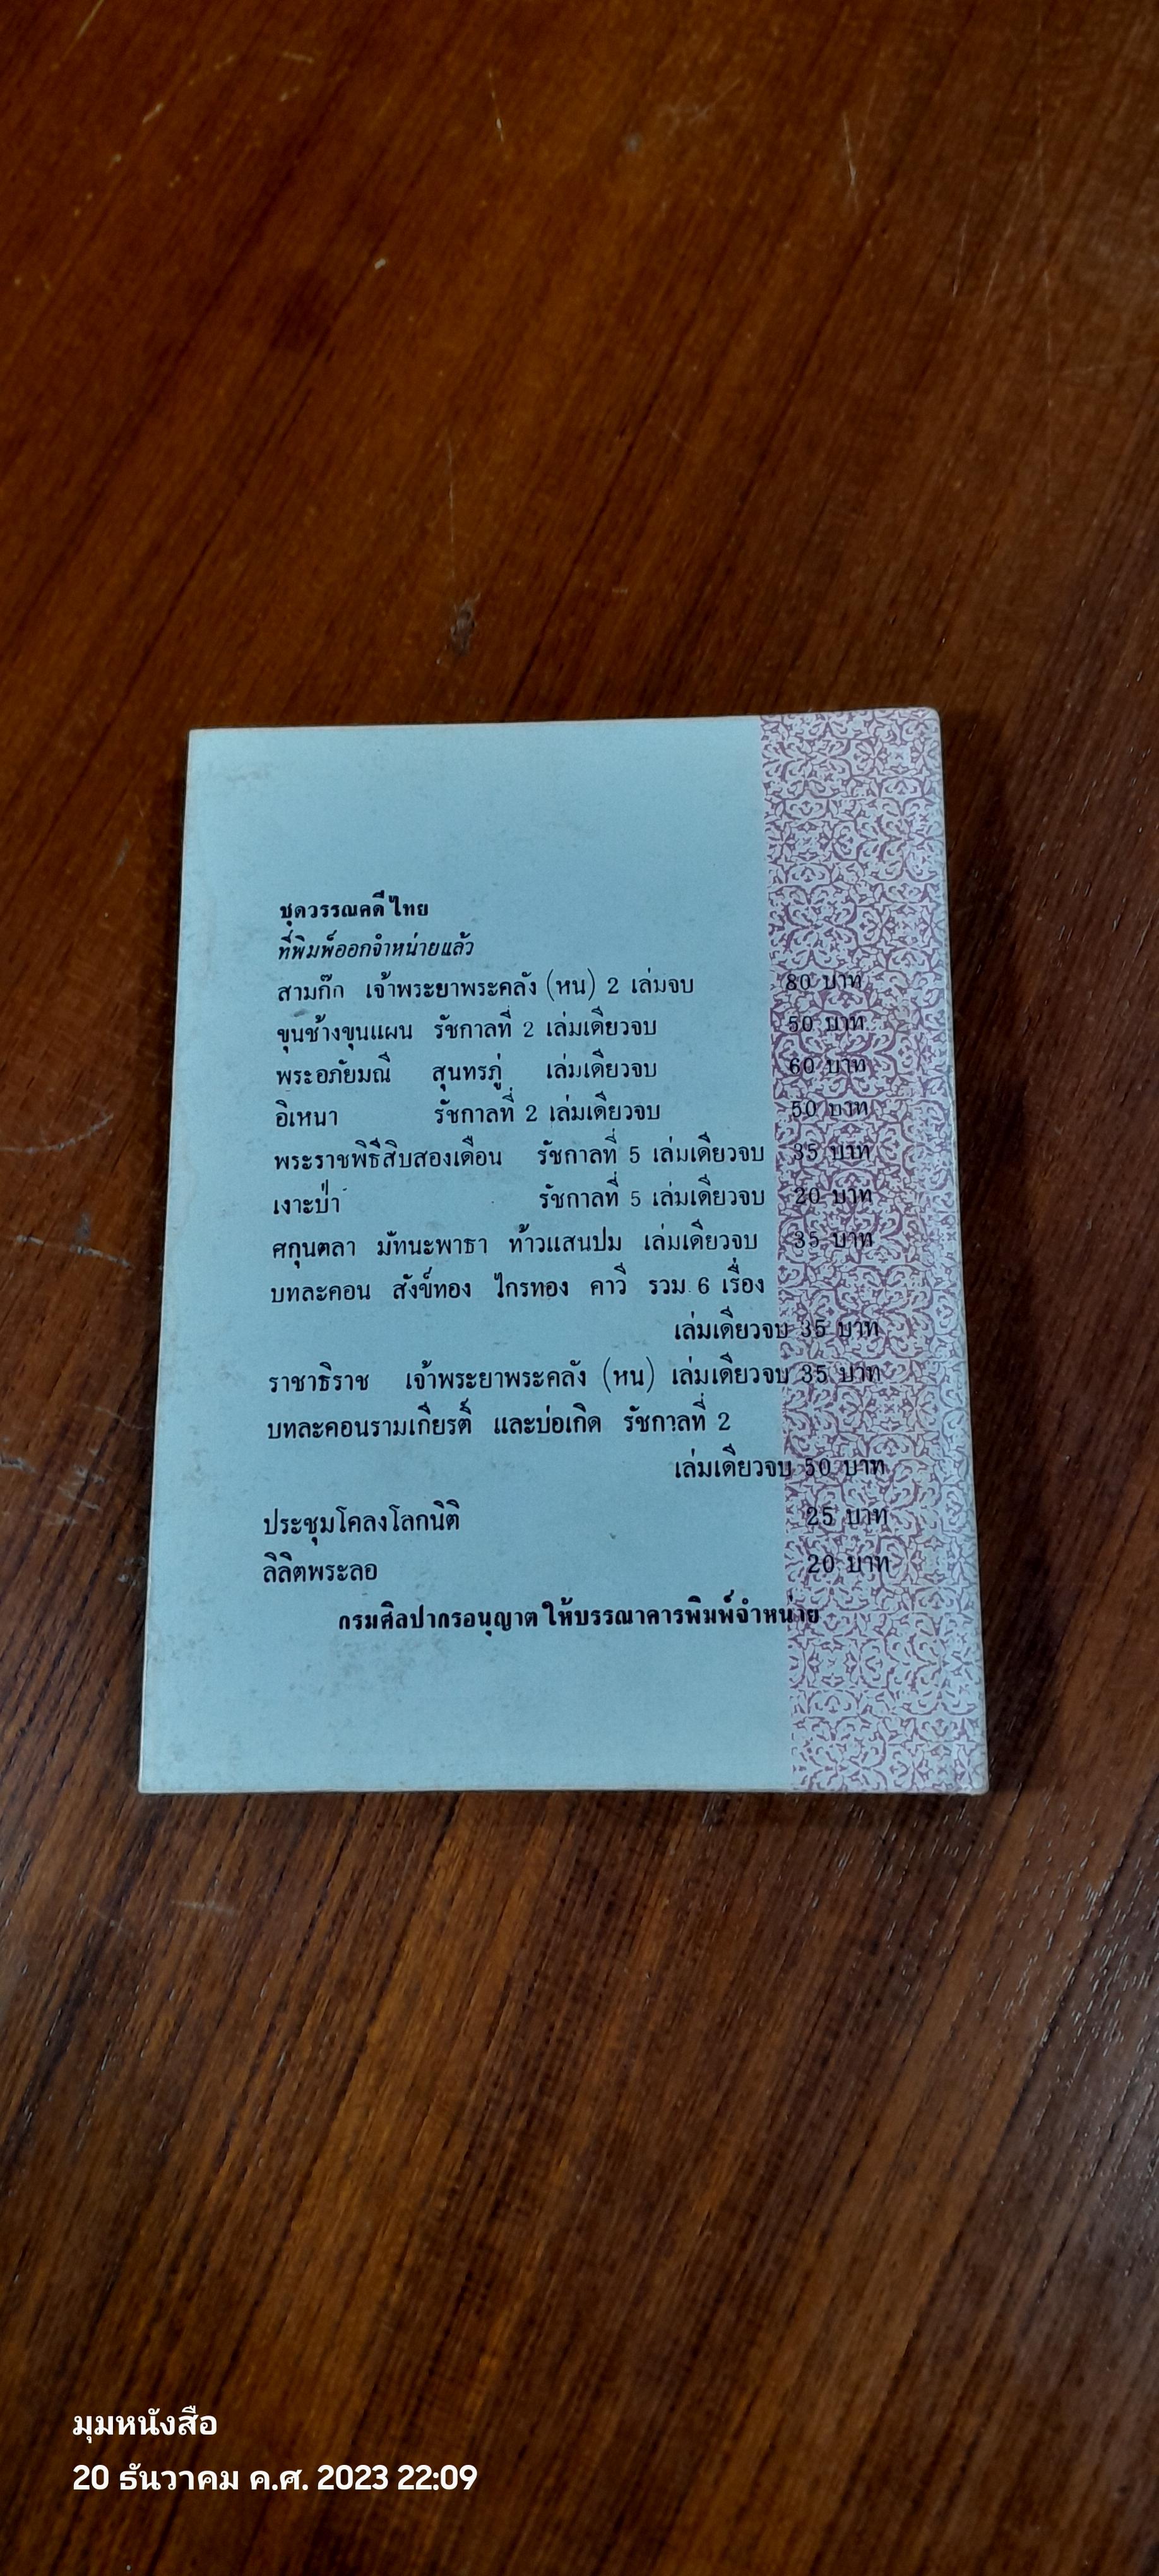 ชุดวรรณคดีไทย
ที่พิมพ์ออกจำหน่ายแล้ว
สามก๊ก เจ้าพระยาพระคลัง (หน) 2 เล่มจบ 80 บาท
ขุนช้างขุนแผน รัชกาลที่ 2 เล่มเดียวจบ 50 บาท
พระอภัยมณี สุนทรภู่ เล่มเดียวจบ 60 บาท
อิเหนา รัชกาลที่ 2 เล่มเดียวจบ 50 บาท
พระราชพิธีสิบสองเดือน รัชกาลที่ 5 เล่มเดียวจบ 35 บาท
เงาะป่า รัชกาลที่ 5 เล่มเดียวจบ 20 บาท
ศกุนตลา มัทนะพาธา ท้าวแสนปม เล่มเดียวจบ 35 บาท
บทละคอน สังข์ทอง ไกรทอง คาวี รวม 6 เรื่อง
เล่มเดียวจบ 35 บาท
ราชาธิราช เจ้าพระยาพระคลัง (หน) เล่มเดียวจบ 35 บาท
บทละคอนรามเกียรติ์ และบ่อเกิด รัชกาลที่ 2
เล่มเดียวจบ 50 บาท
ประชุมโคลงโลกนิติ 25 บาท
ลิลิตพระลอ 20 บาท
กรมศิลปากรอนุญาตให้บรรณาคารพิมพ์จำหน่าย
มุมหนังสือ
20 ธันวาคม ค.ศ. 2023 22:09